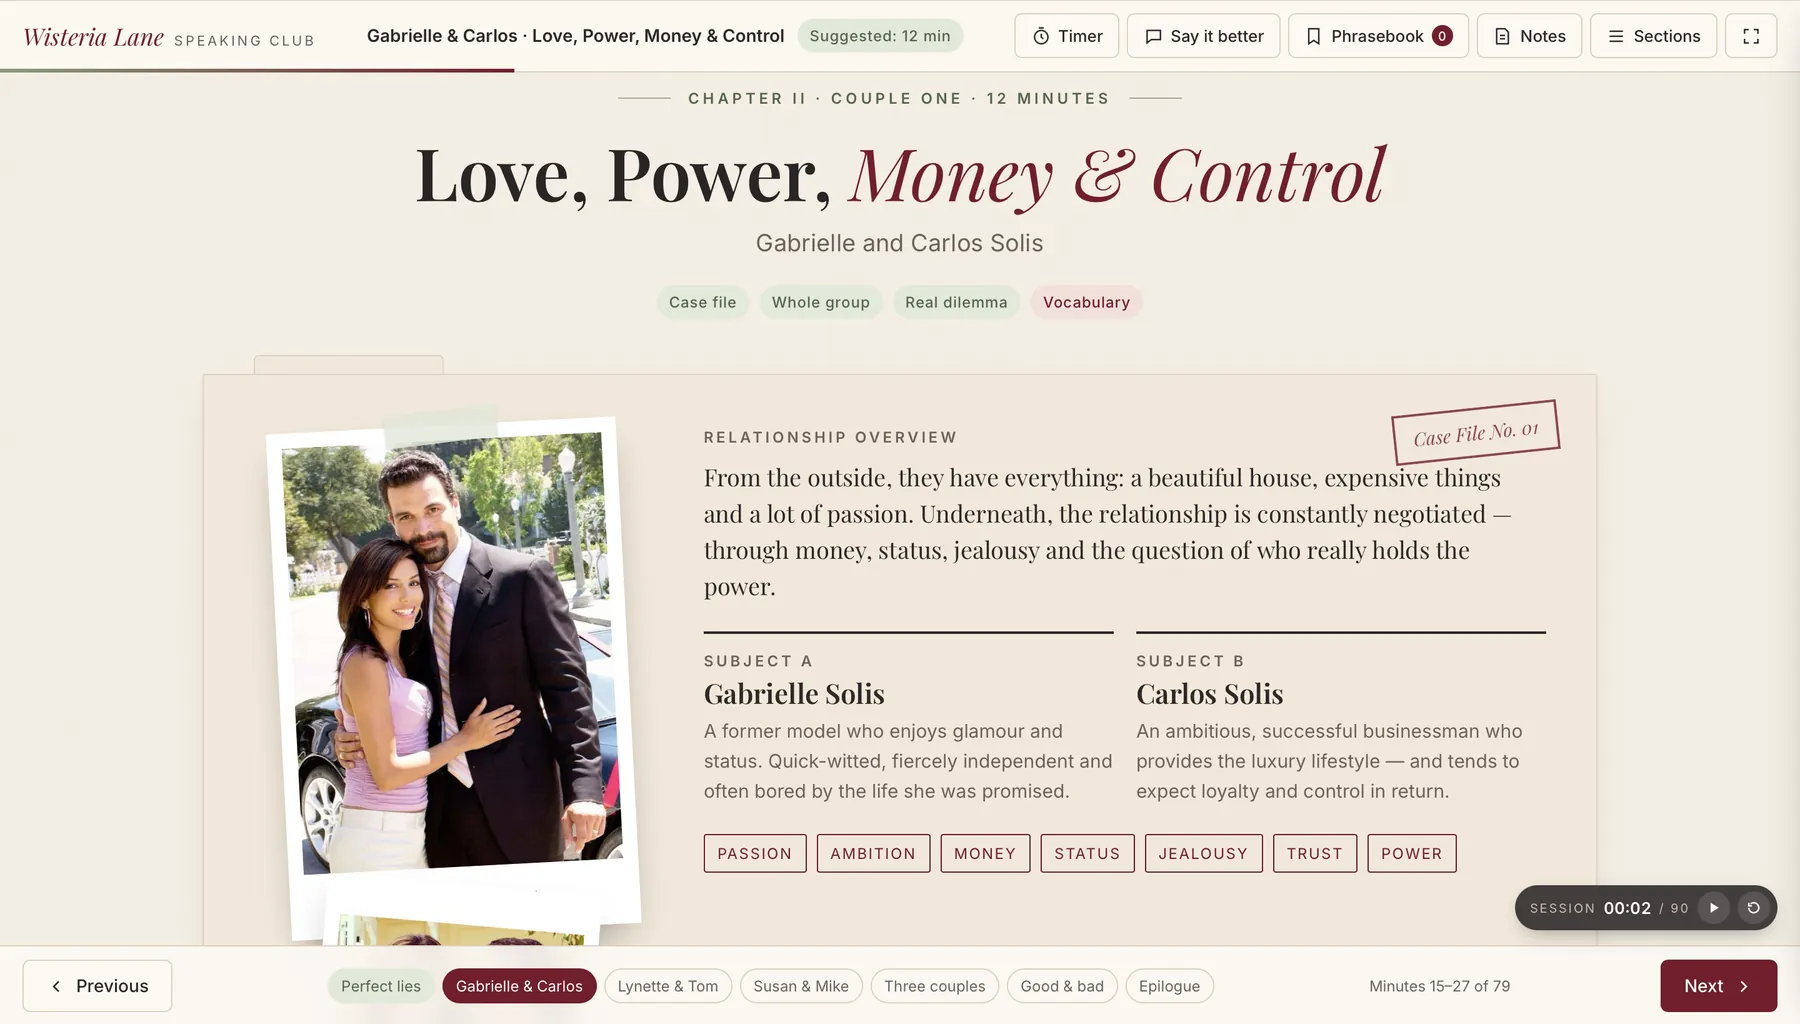 Wisteria Lane SPEAKING CLUB
Gabrielle & Carlos · Love, Power, Money & Control
Suggested: 12 min
Timer
Say it better
Phrasebook 0
Notes
Sections
CHAPTER II · COUPLE ONE · 12 MINUTES
Love, Power, Money & Control
Gabrielle and Carlos Solis
Case file
Whole group
Real dilemma
Vocabulary
Case File No. 01
RELATIONSHIP OVERVIEW
From the outside, they have everything: a beautiful house, expensive things
and a lot of passion. Underneath, the relationship is constantly negotiated —
through money, status, jealousy and the question of who really holds the
power.
SUBJECT A
Gabrielle Solis
A former model who enjoys glamour and
status. Quick-witted, fiercely independent and
often bored by the life she was promised.
SUBJECT B
Carlos Solis
An ambitious, successful businessman who
provides the luxury lifestyle — and tends to
expect loyalty and control in return.
PASSION
AMBITION
MONEY
STATUS
JEALOUSY
TRUST
POWER
SESSION 00:02 / 90
Previous
Perfect lies
Gabrielle & Carlos
Lynette & Tom
Susan & Mike
Three couples
Good & bad
Epilogue
Minutes 15–27 of 79
Next